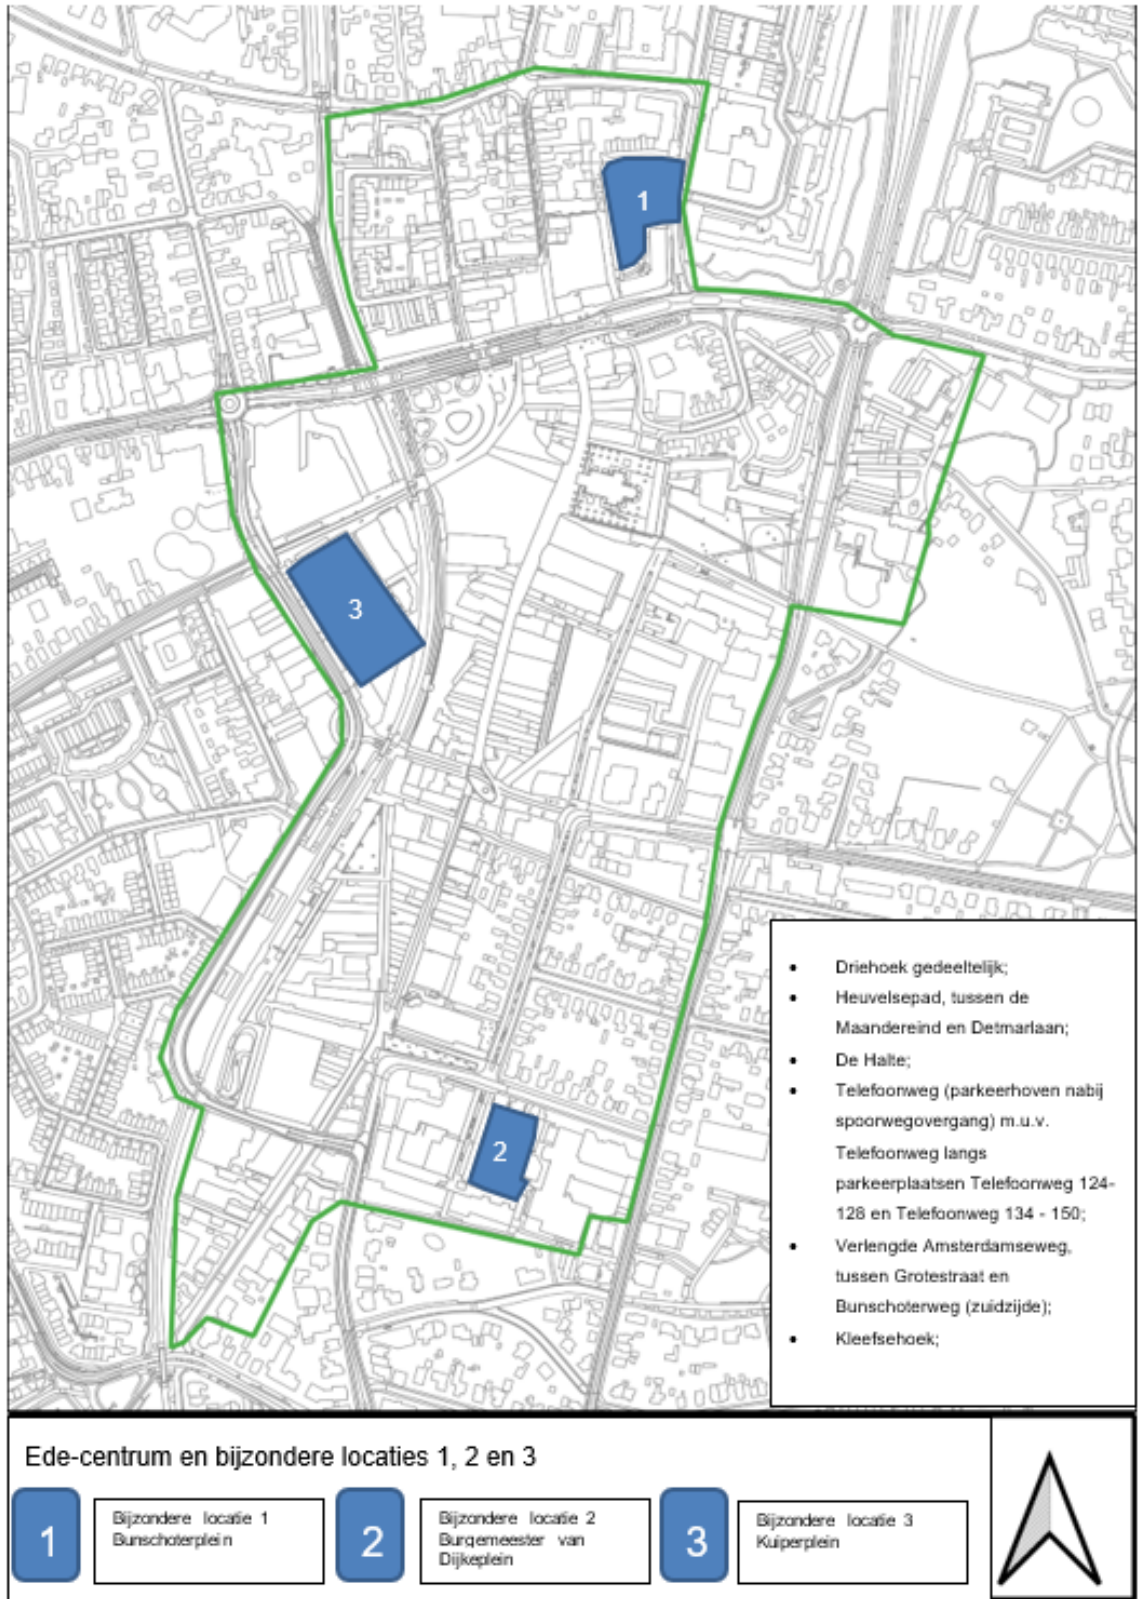 1
3
2
• Driehoek gedeeltelijk;
• Heuvelsepad, tussen de
Maandereind en Detmarlaan;
• De Halte;
• Telefoonweg (parkeerhoven nabij
spoorwegovergang) m.u.v.
Telefoonweg langs
parkeerplaatsen Telefoonweg 124-
128 en Telefoonweg 134 - 150;
• Verlengde Amsterdamseweg,
tussen Grotestraat en
Bunschoterweg (zuidzijde);
• Kleefsehoek;
Ede-centrum en bijzondere locaties 1, 2 en 3
1
Bijzondere locatie 1
Bunschoterplein
2
Bijzondere locatie 2
Burgemeester van
Dijkeplein
3
Bijzondere locatie 3
Kuiperplein